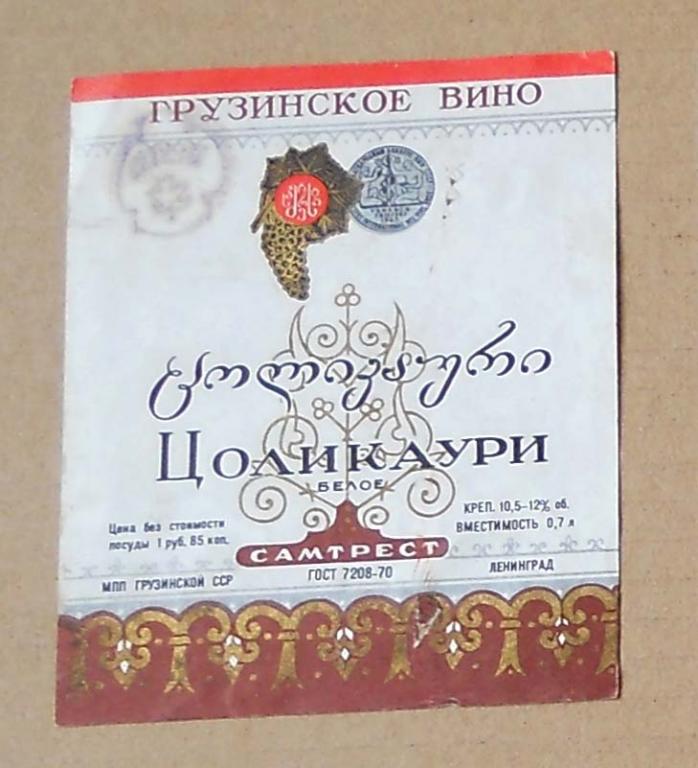 ГРУЗИНСКОЕ ВИНО
ცოლიკაური
ЦОЛИКАУРИ
БЕЛОЕ
Цена без стоимости
посуды 1 руб. 85 коп.
КРЕП. 10,5-12% об.
ВМЕСТИМОСТЬ 0,7 л
САМТРЕСТ
МПП ГРУЗИНСКОЙ ССР
ГОСТ 7208-70
ЛЕНИНГРАД